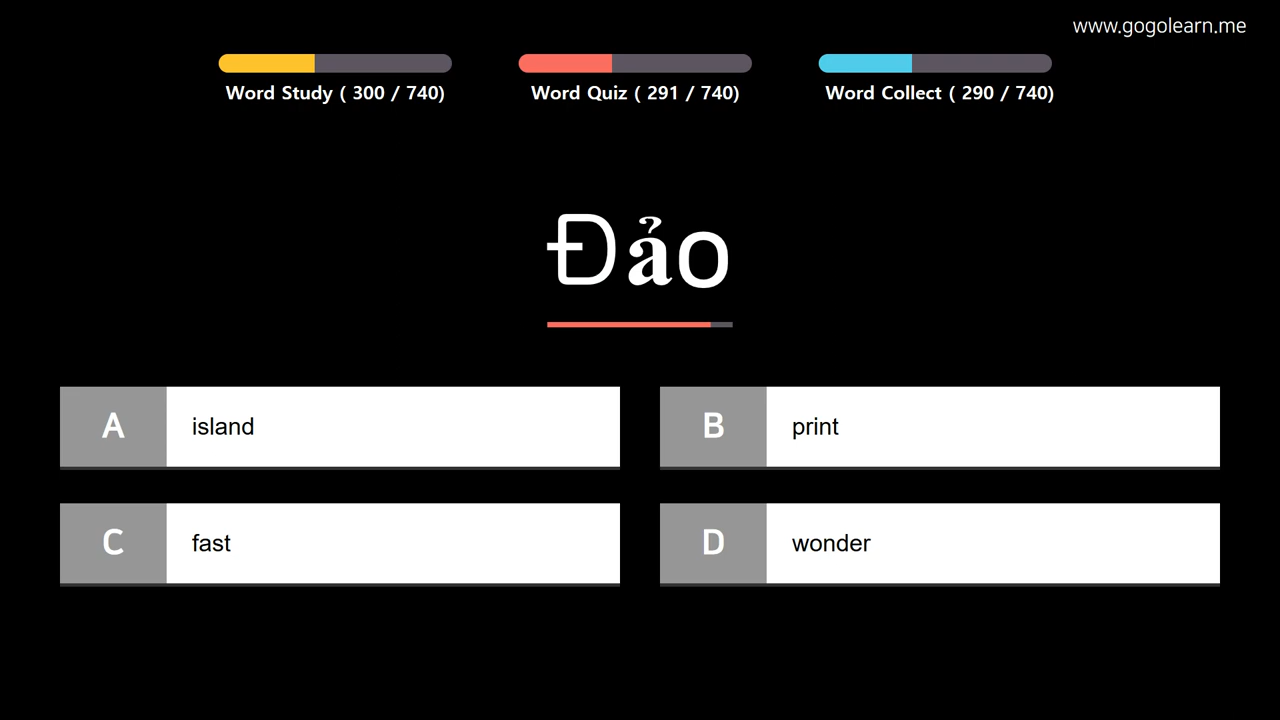 www.gogolearn.me
Word Study ( 300 / 740)
Word Quiz ( 291 / 740)
Word Collect ( 290 / 740)
Đảo
A island
B print
C fast
D wonder